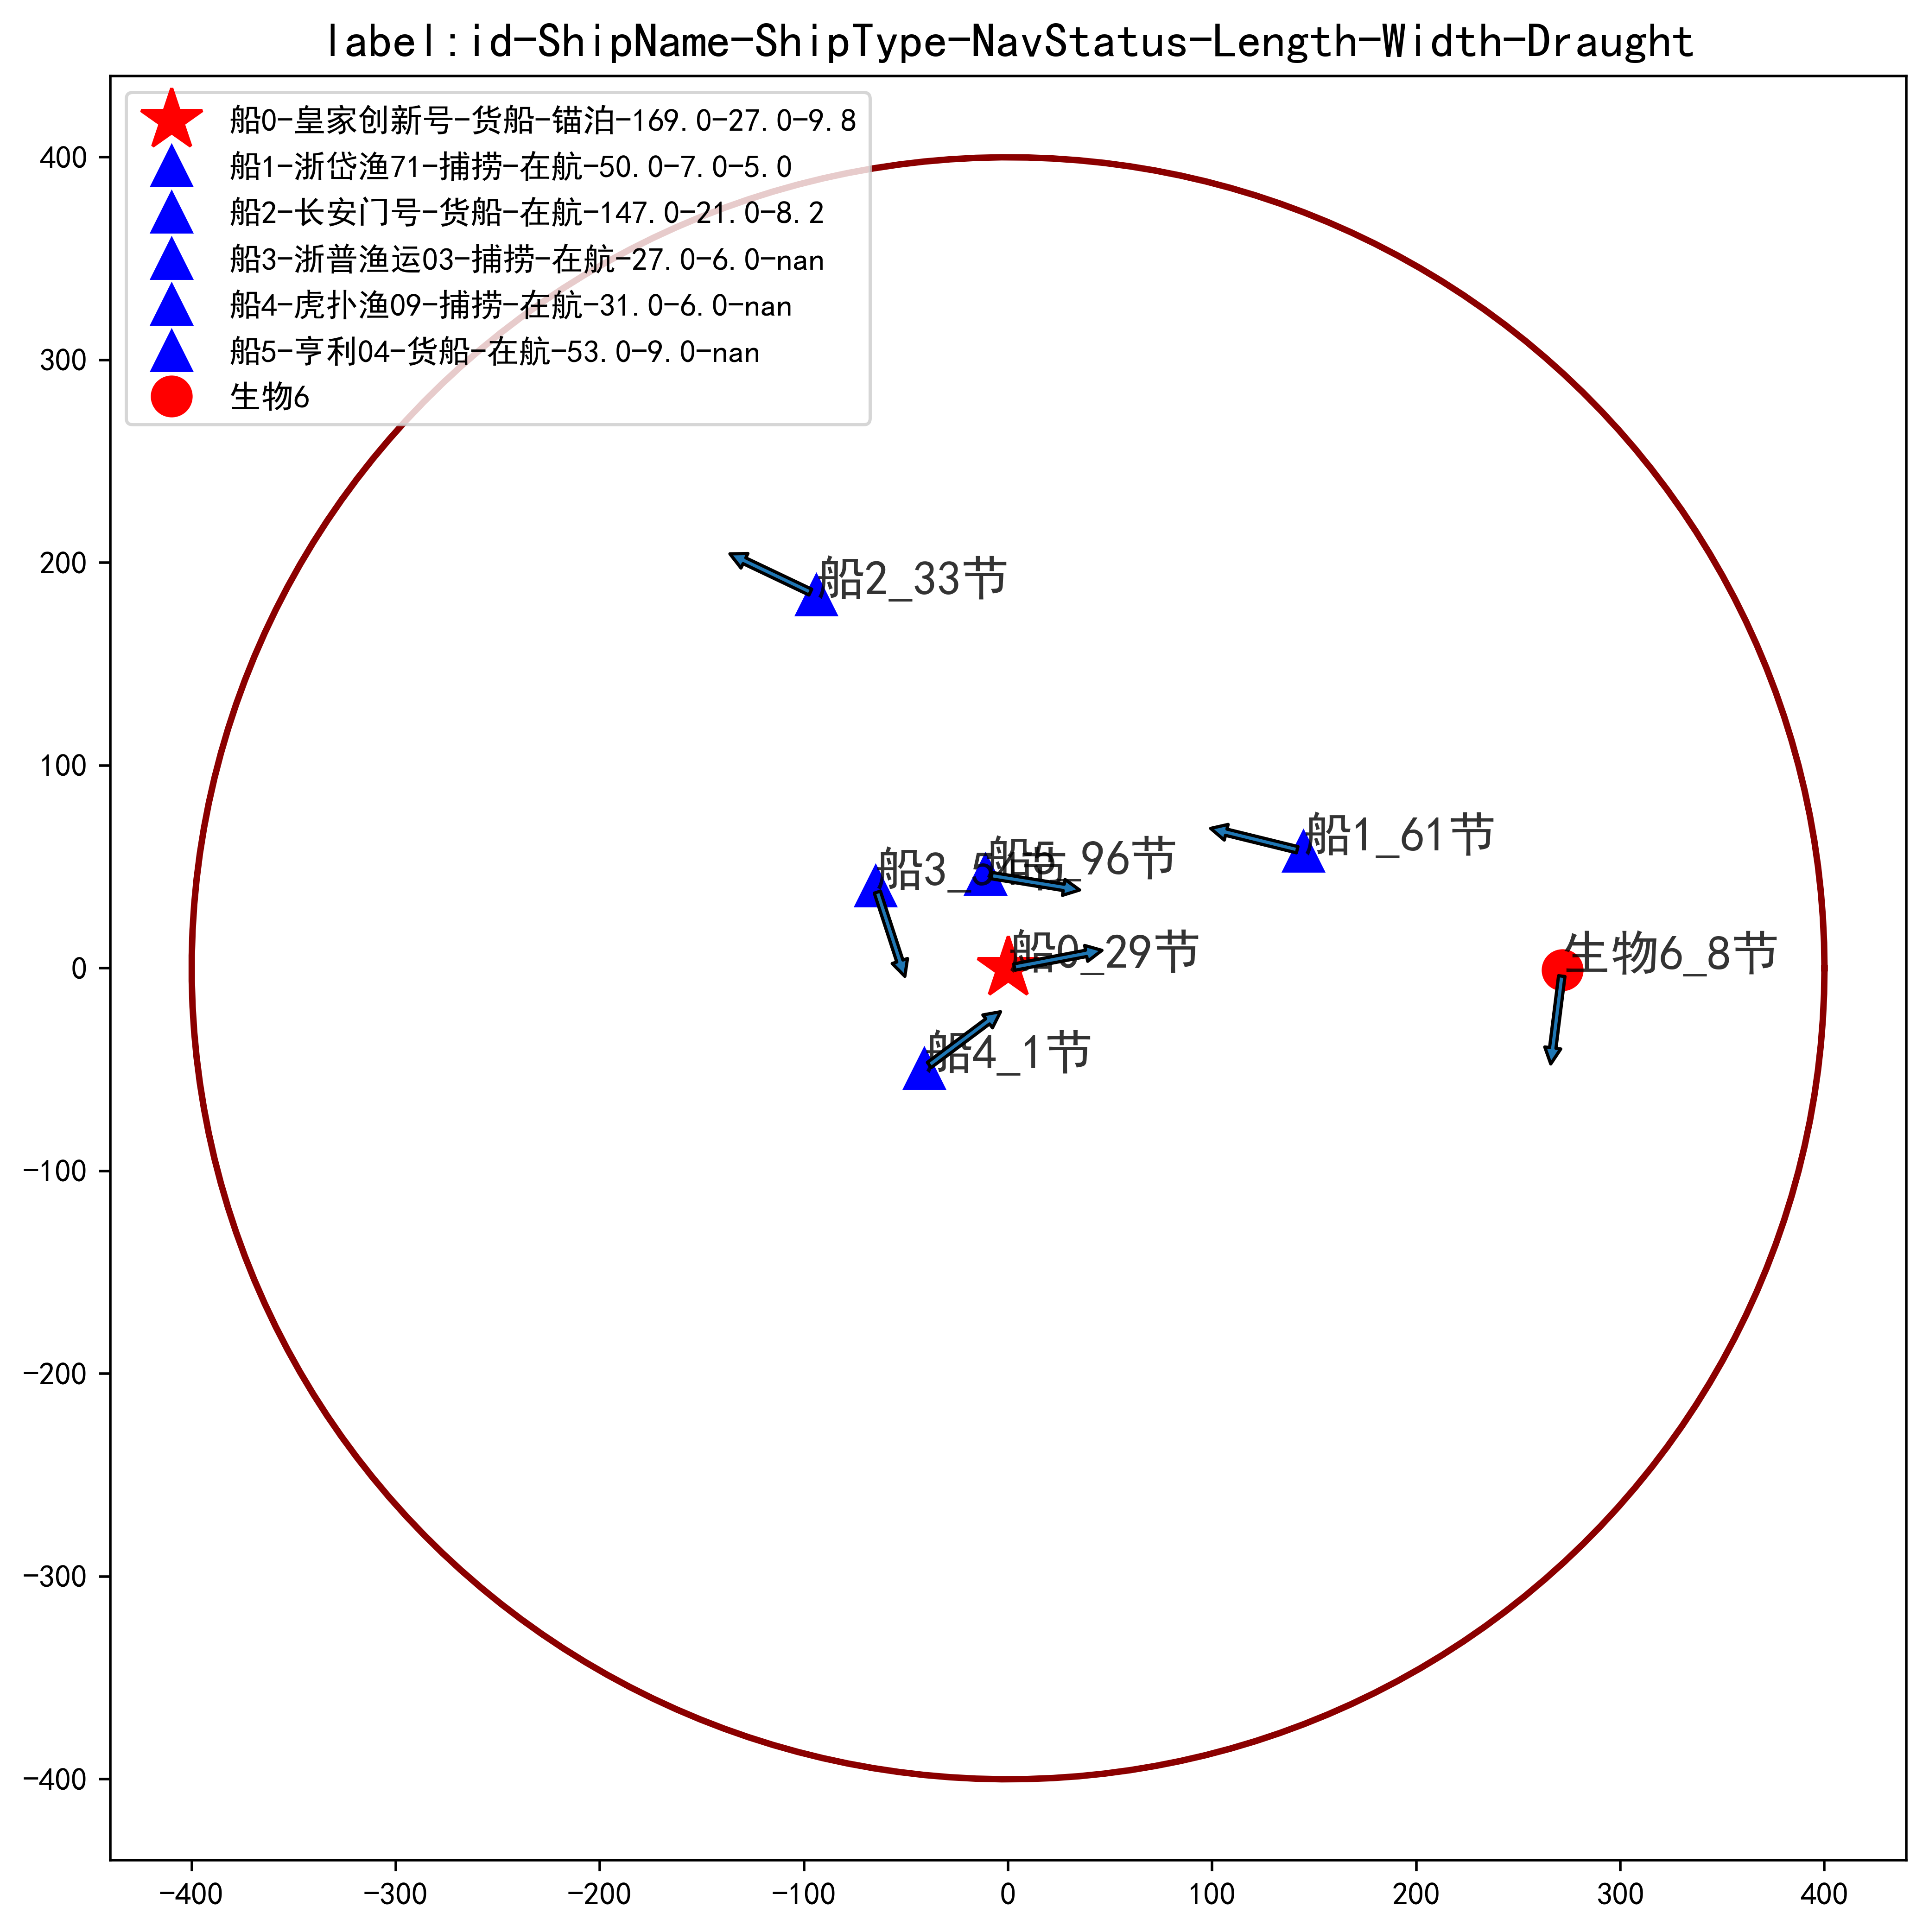 label:id-ShipName-ShipType-NavStatus-Length-Width-Draught
船0-皇家创新号-货船-锚泊-169.0-27.0-9.8
船1-浙岱渔71-捕捞-在航-50.0-7.0-5.0
船2-长安门号-货船-在航-147.0-21.0-8.2
船3-浙普渔运03-捕捞-在航-27.0-6.0-nan
船4-虎扑渔09-捕捞-在航-31.0-6.0-nan
船5-亨利04-货船-在航-53.0-9.0-nan
生物6
400
300
200
100
0
-100
-200
-300
-400
船2_33节
船1_61节
船5_96节
船3_
船0_29节
生物6_8节
船4_1节
-400 -300 -200 -100 0 100 200 300 400